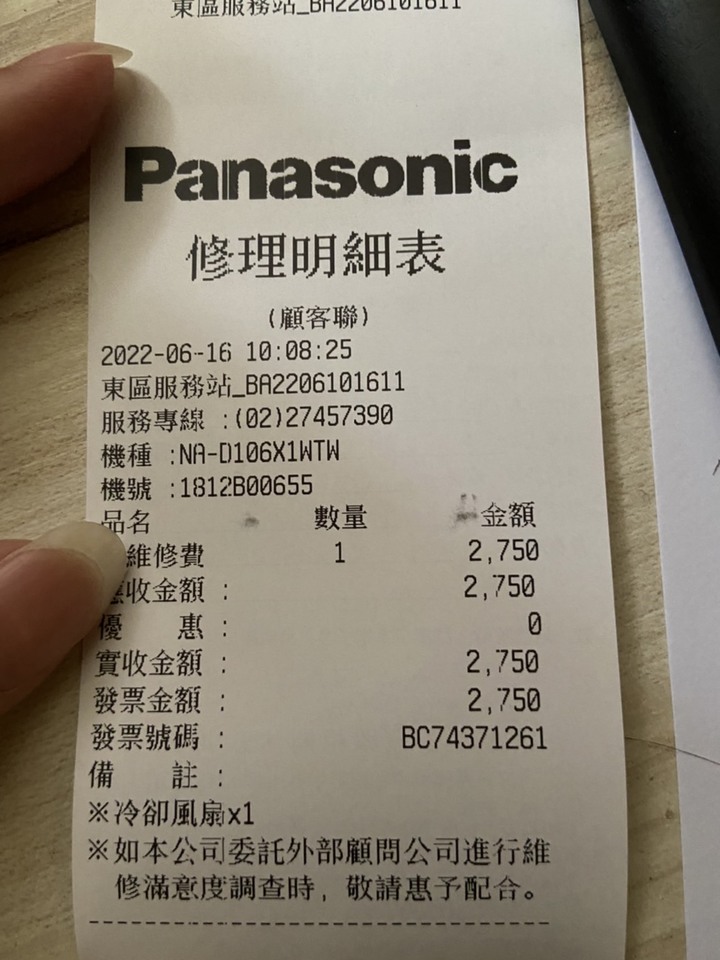 東區服務站_BA2206101611
Panasonic
修理明細表
(顧客聯)
2022-06-16 10:08:25
東區服務站_BA2206101611
服務專線 :(02)27457390
機種 :NA-D106X1WTW
機號 :1812B00655
品名 數量 金額
維修費 1 2,750
應收金額 : 2,750
優 惠 : 0
實收金額 : 2,750
發票金額 : 2,750
發票號碼 : BC74371261
備 註 :
※冷卻風扇x1
※如本公司委託外部顧問公司進行維
修滿意度調查時, 敬請惠予配合。